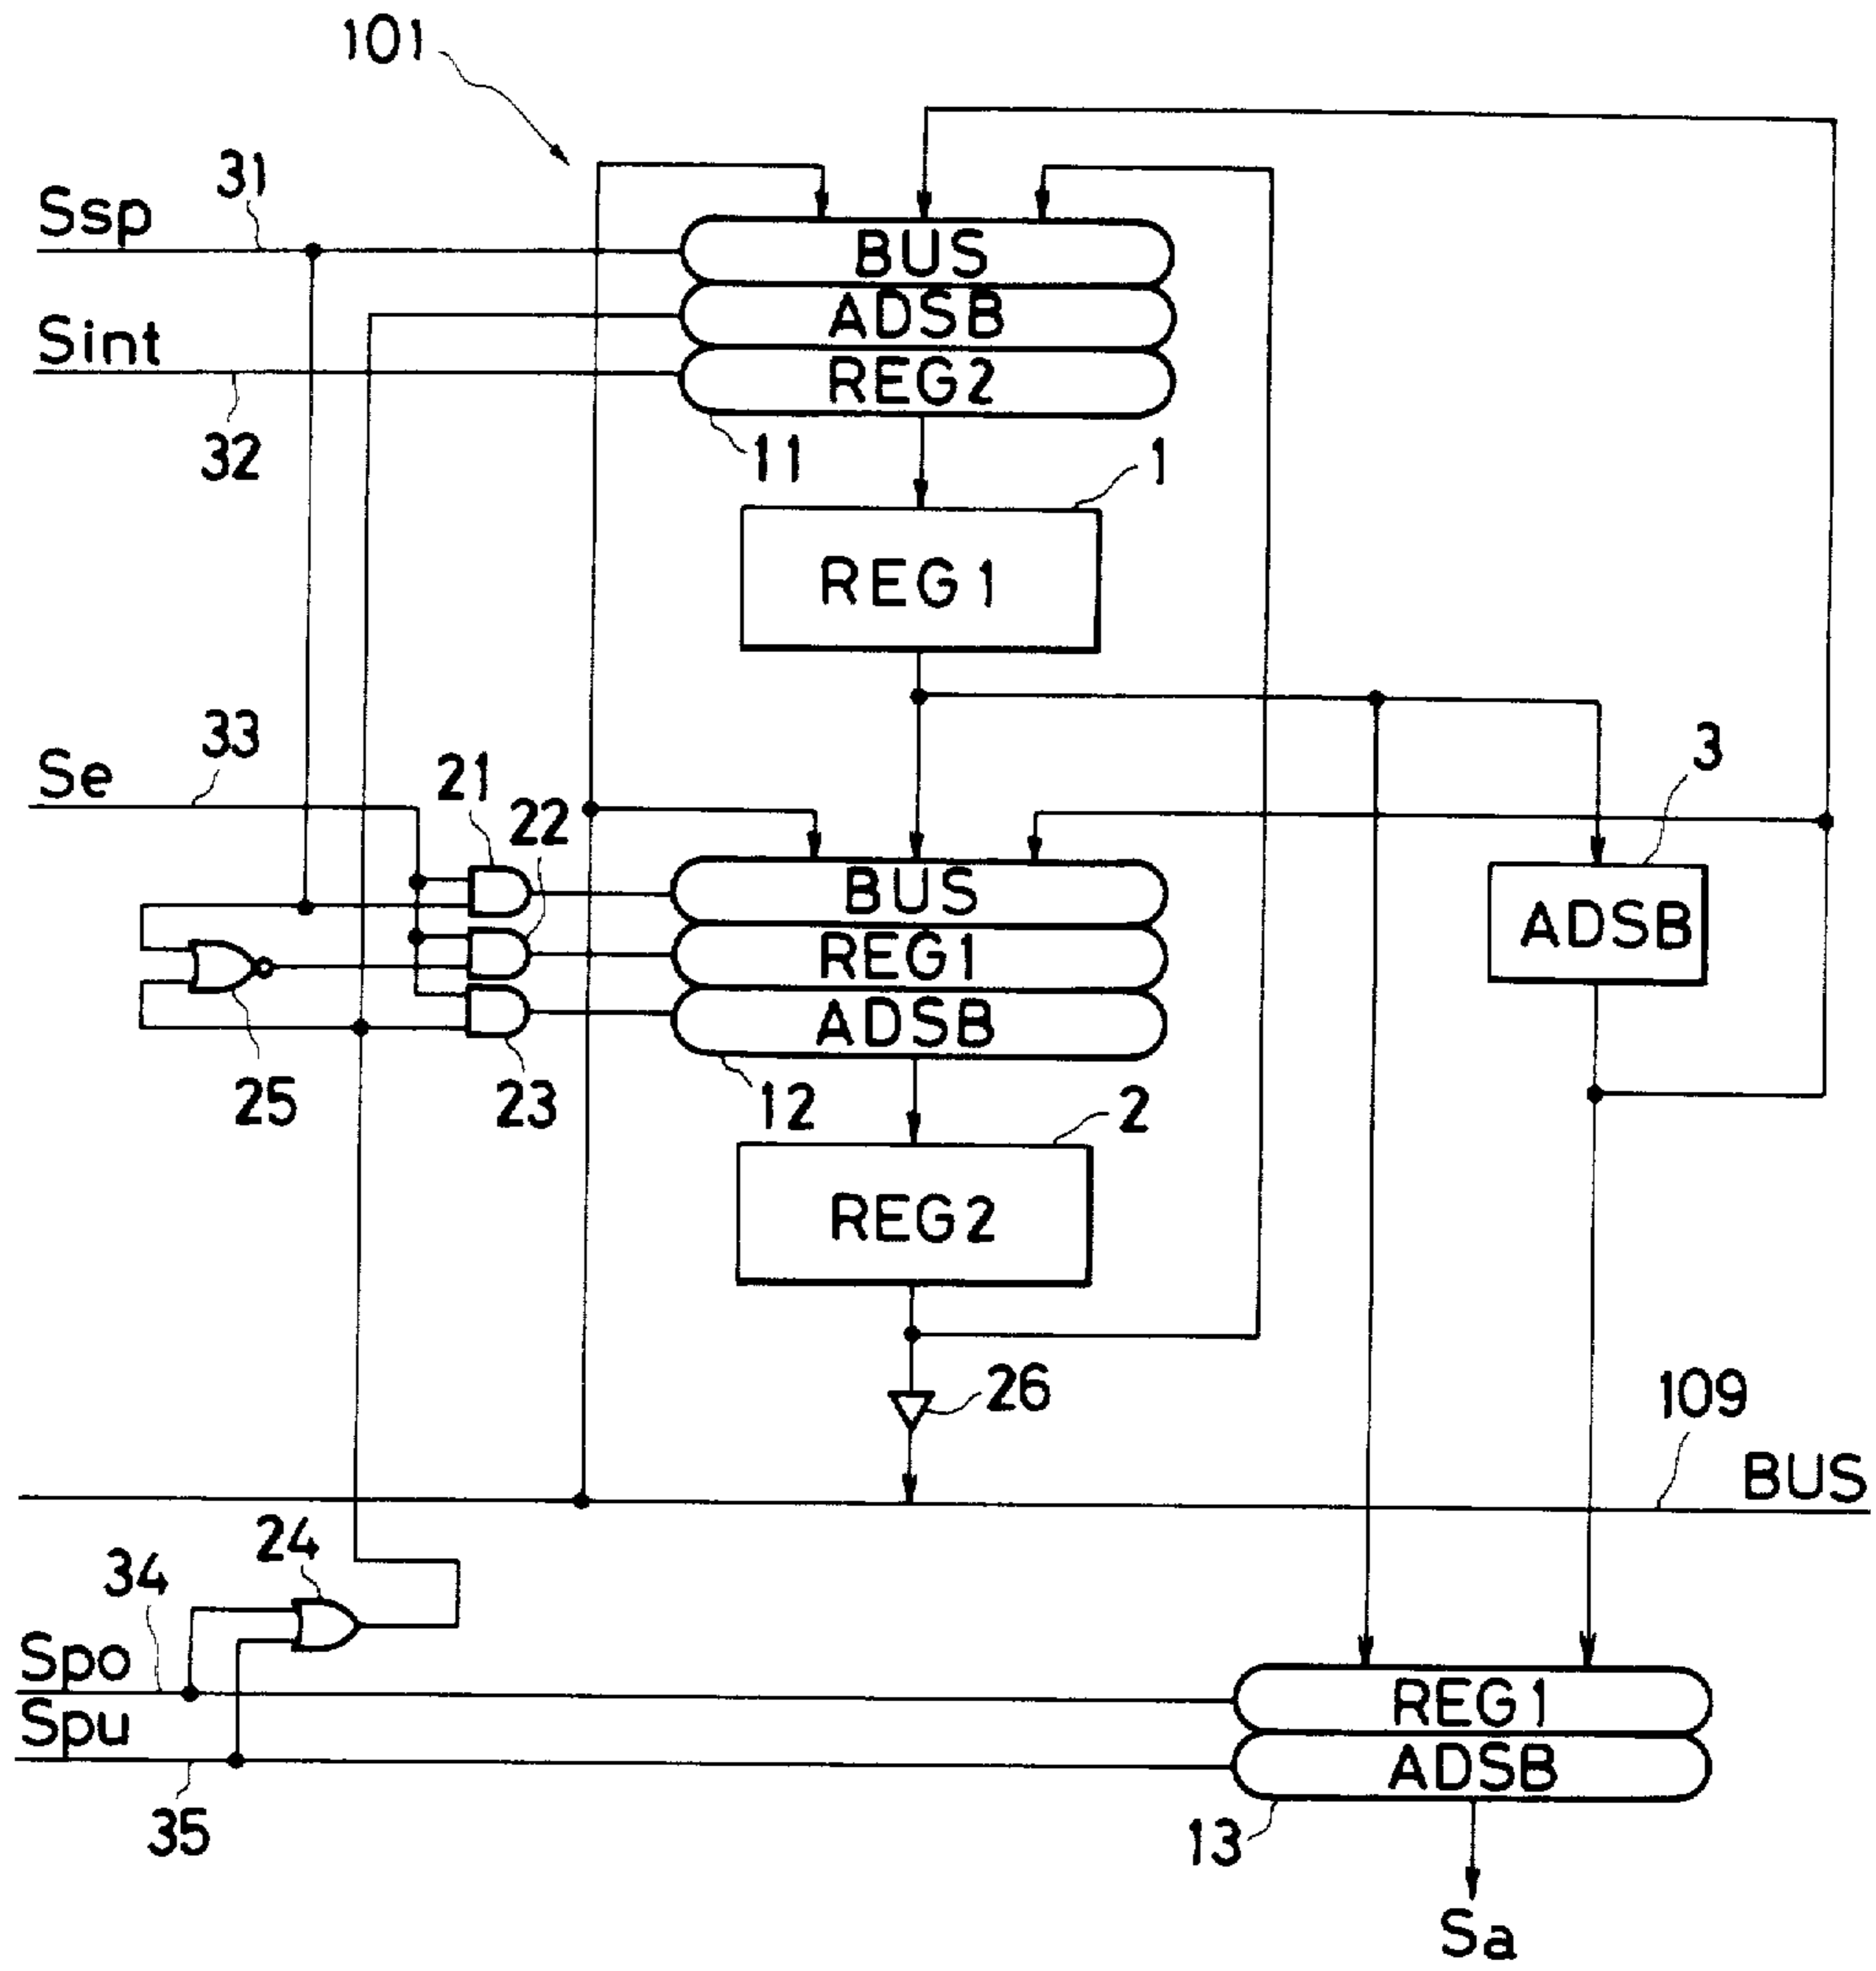 101
31
Ssp
BUS
ADSB
Sint
REG2
32
11
1
REG1
33
Se
21
22
3
BUS
REG1
ADSB
ADSB
25
23
12
2
REG2
26
109
BUS
24
34
Spo
REG1
Spu
ADSB
35
13
Sa